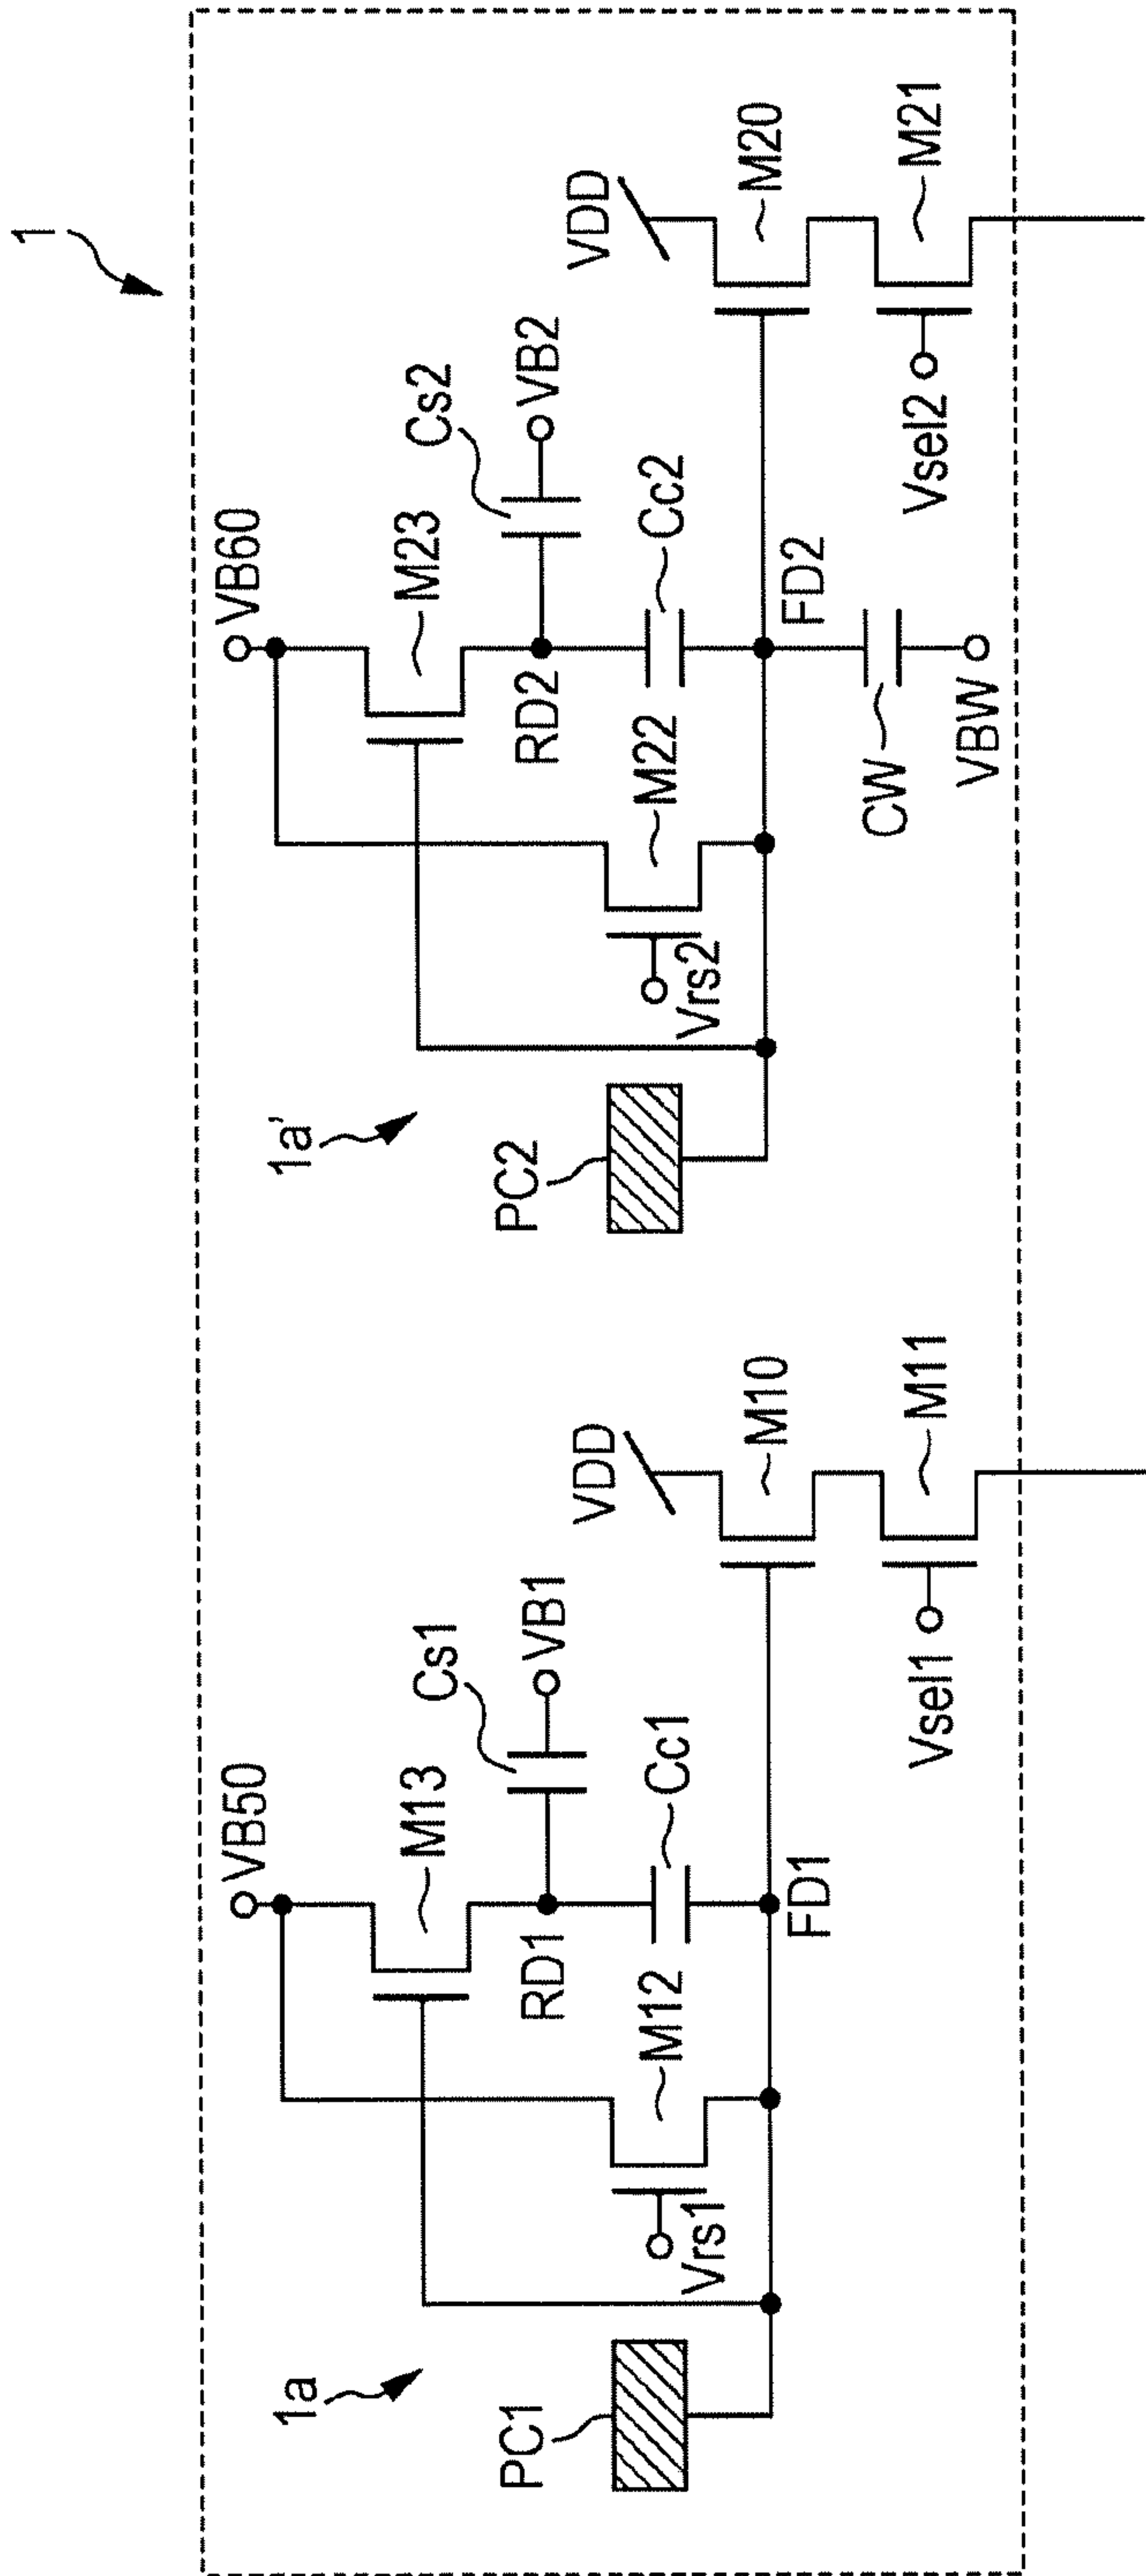 1
1a
VB50
M13
Cs1
VB1
RD1
Cc1
M12
Vrs1
PC1
FD1
VDD
M10
M11
Vsel1
1a'
VB60
M23
Cs2
VB2
RD2
Cc2
M22
Vrs2
PC2
FD2
CW
VBW
VDD
M20
M21
Vsel2